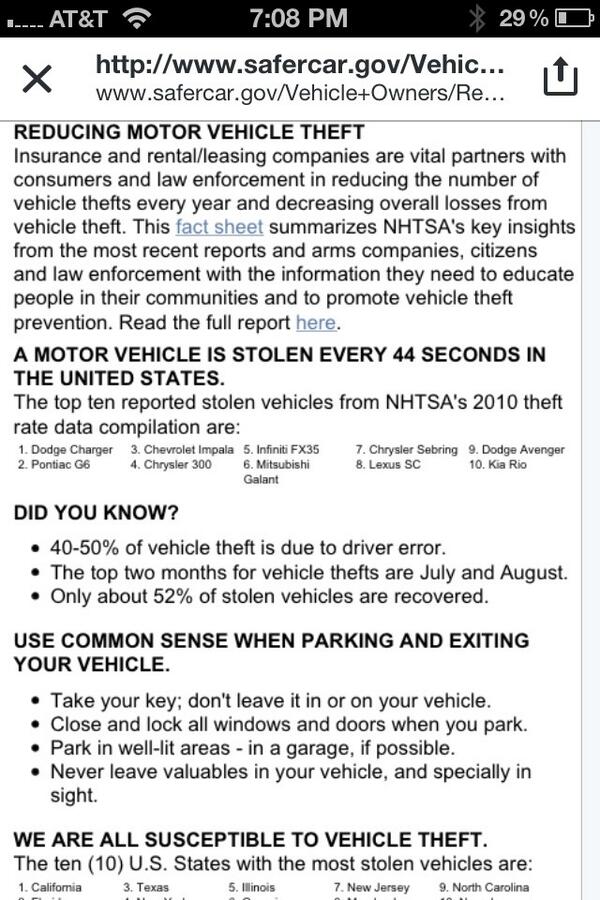 AT&T 7:08 PM 29%
http://www.safercar.gov/Vehic...
www.safercar.gov/Vehicle+Owners/Re...
REDUCING MOTOR VEHICLE THEFT
Insurance and rental/leasing companies are vital partners with
consumers and law enforcement in reducing the number of
vehicle thefts every year and decreasing overall losses from
vehicle theft. This fact sheet summarizes NHTSA's key insights
from the most recent reports and arms companies, citizens
and law enforcement with the information they need to educate
people in their communities and to promote vehicle theft
prevention. Read the full report here.
A MOTOR VEHICLE IS STOLEN EVERY 44 SECONDS IN
THE UNITED STATES.
The top ten reported stolen vehicles from NHTSA's 2010 theft
rate data compilation are:
1. Dodge Charger 3. Chevrolet Impala 5. Infiniti FX35 7. Chrysler Sebring 9. Dodge Avenger
2. Pontiac G6 4. Chrysler 300 6. Mitsubishi 8. Lexus SC 10. Kia Rio
Galant
DID YOU KNOW?
• 40-50% of vehicle theft is due to driver error.
• The top two months for vehicle thefts are July and August.
• Only about 52% of stolen vehicles are recovered.
USE COMMON SENSE WHEN PARKING AND EXITING
YOUR VEHICLE.
• Take your key; don't leave it in or on your vehicle.
• Close and lock all windows and doors when you park.
• Park in well-lit areas - in a garage, if possible.
• Never leave valuables in your vehicle, and specially in
sight.
WE ARE ALL SUSCEPTIBLE TO VEHICLE THEFT.
The ten (10) U.S. States with the most stolen vehicles are:
1. California 3. Texas 5. Illinois 7. New Jersey 9. North Carolina